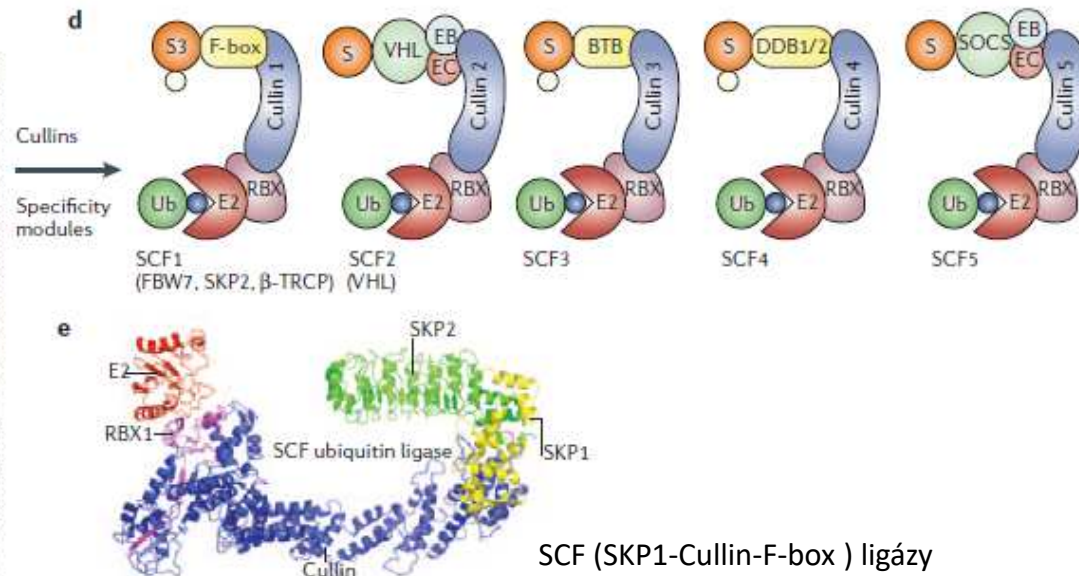 d
S3 F-box Cullin 1
Ub E2 RBX
S VHL EB EC Cullin 2
Ub E2 RBX
S BTB Cullin 3
Ub E2 RBX
S DDB1/2 Cullin 4
Ub E2 RBX
S SOCS EB EC Cullin 5
Ub E2 RBX
Cullins
Specificity
modules
SCF1
(FBW7, SKP2, β-TRCP)
SCF2
(VHL)
SCF3
SCF4
SCF5
e
SKP2
E2
RBX1
SCF ubiquitin ligase
SKP1
Cullin
SCF (SKP1-Cullin-F-box ) ligázy